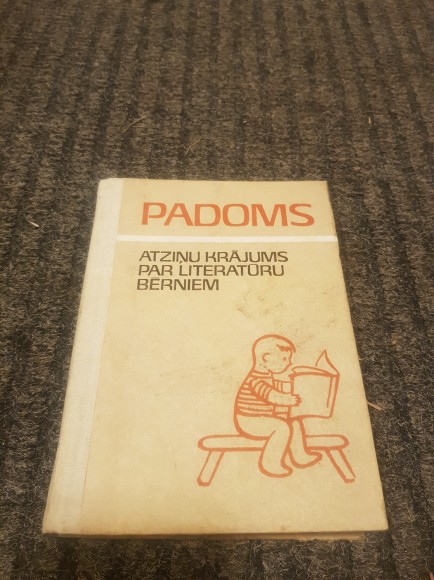 PADOMS
ATZIŅU KRĀJUMS
PAR LITERATŪRU
BĒRNIEM